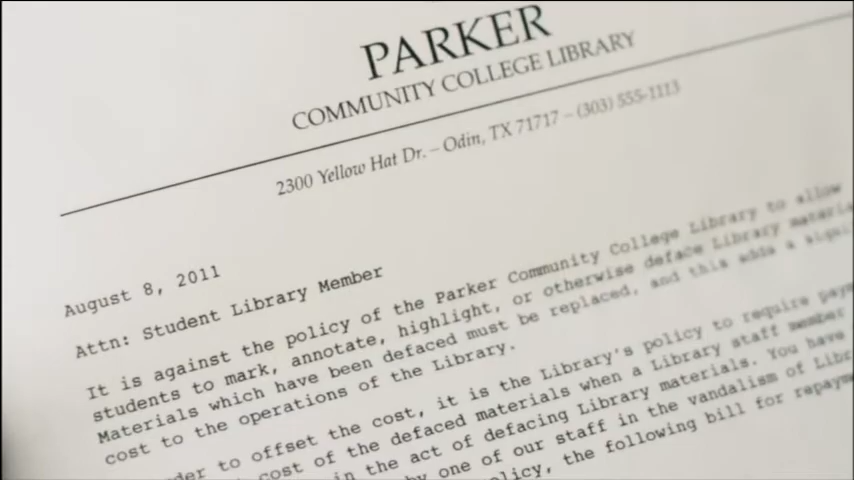 PARKER
COMMUNITY COLLEGE LIBRARY
2300 Yellow Hat Dr. – Odin, TX 71717 – (303) 555-1113
August 8, 2011
Attn: Student Library Member
It is against the policy of the Parker Community College Library to allow
students to mark, annotate, highlight, or otherwise deface Library
Materials which have been defaced must be replaced, and this adds a
cost to the operations of the Library.
to offset the cost, it is the Library's policy to require
cost of the defaced materials when a Library staff member
in the act of defacing Library materials. You have
by one of our staff in the vandalism of
the following bill for